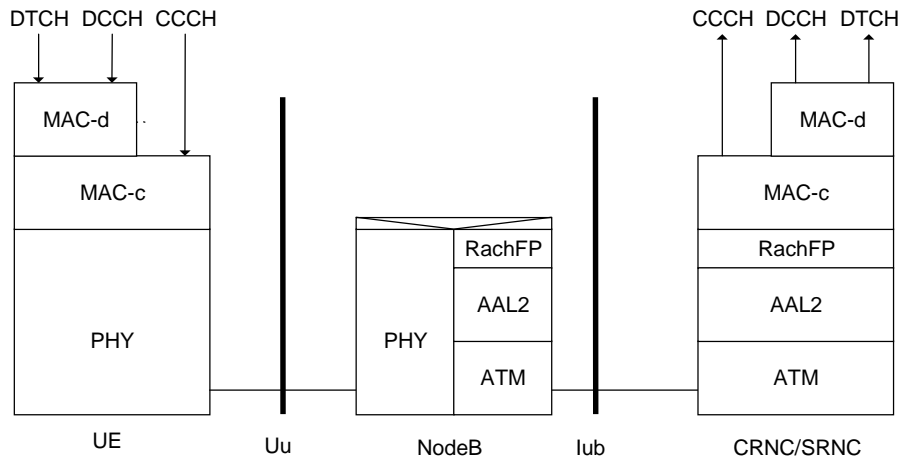 DTCH DCCH CCCH
CCCH DCCH DTCH
MAC-d
MAC-d
MAC-c
MAC-c
RachFP
RachFP
PHY
PHY
AAL2
AAL2
ATM
ATM
UE
Uu
NodeB
Iub
CRNC/SRNC